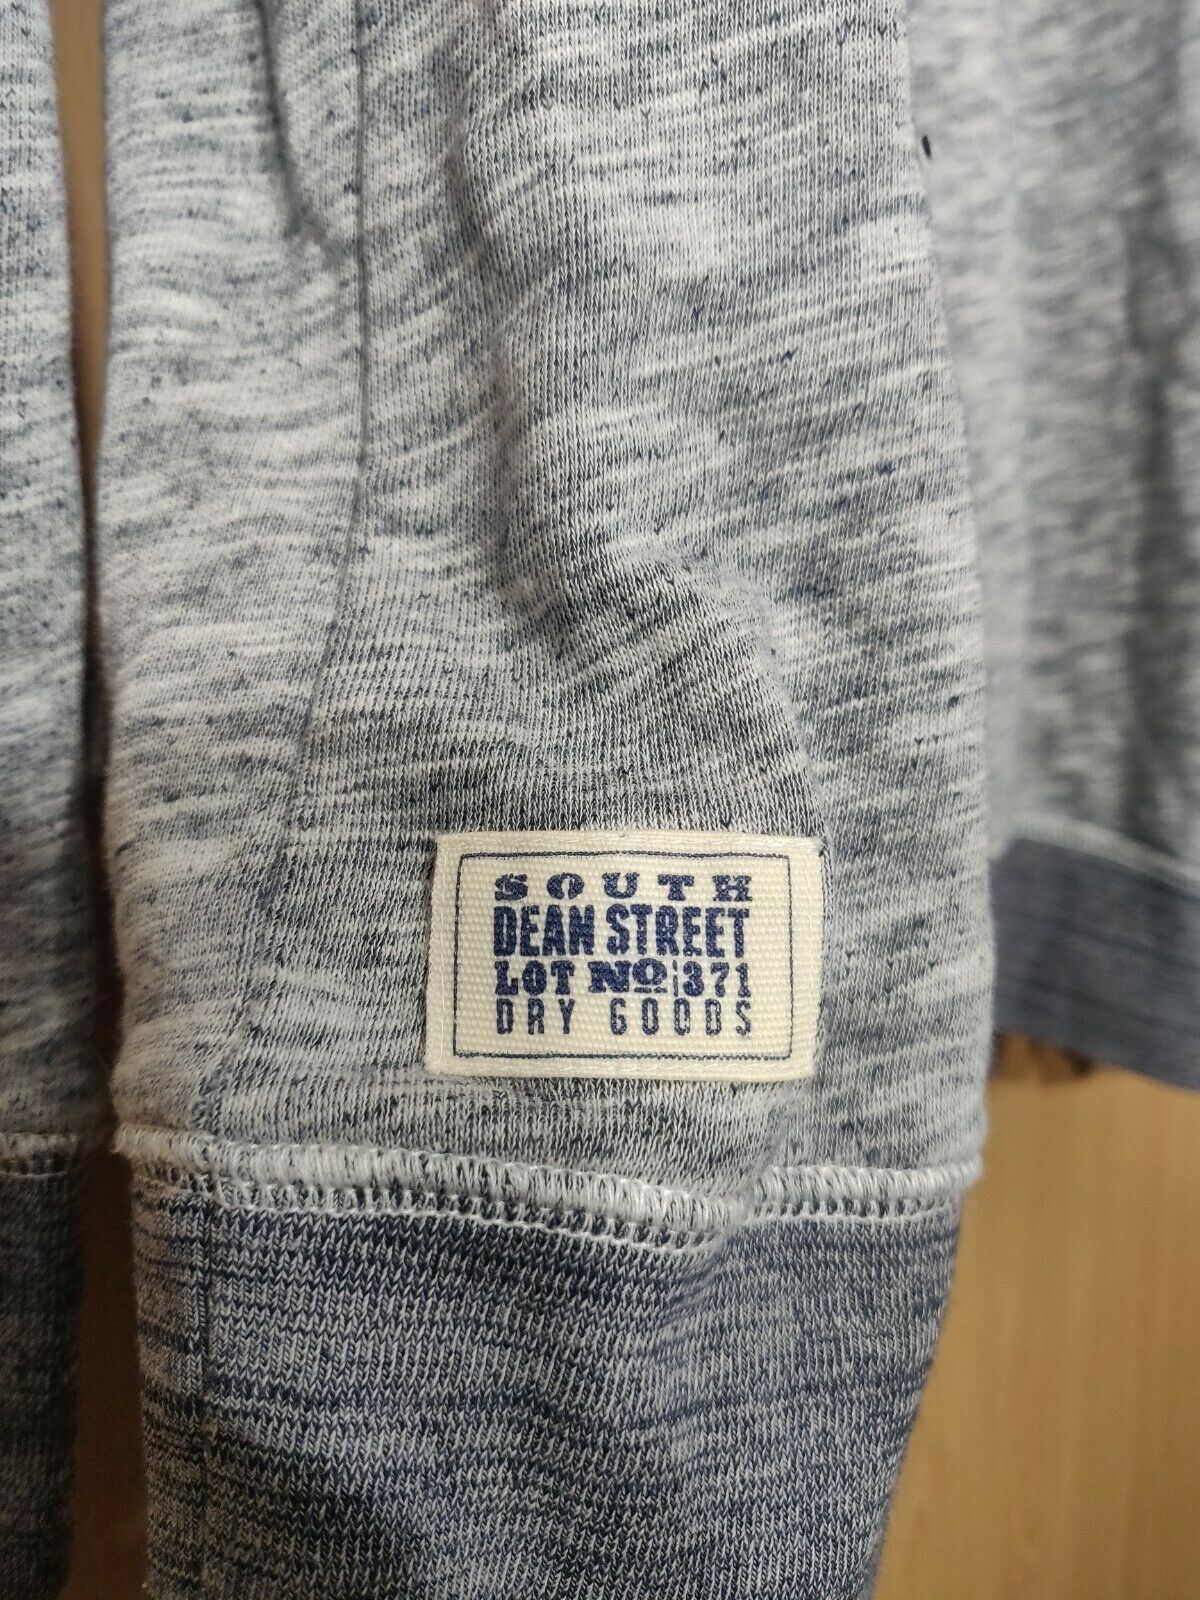 SOUTH
DEAN STREET
LOT No 371
DRY GOODS